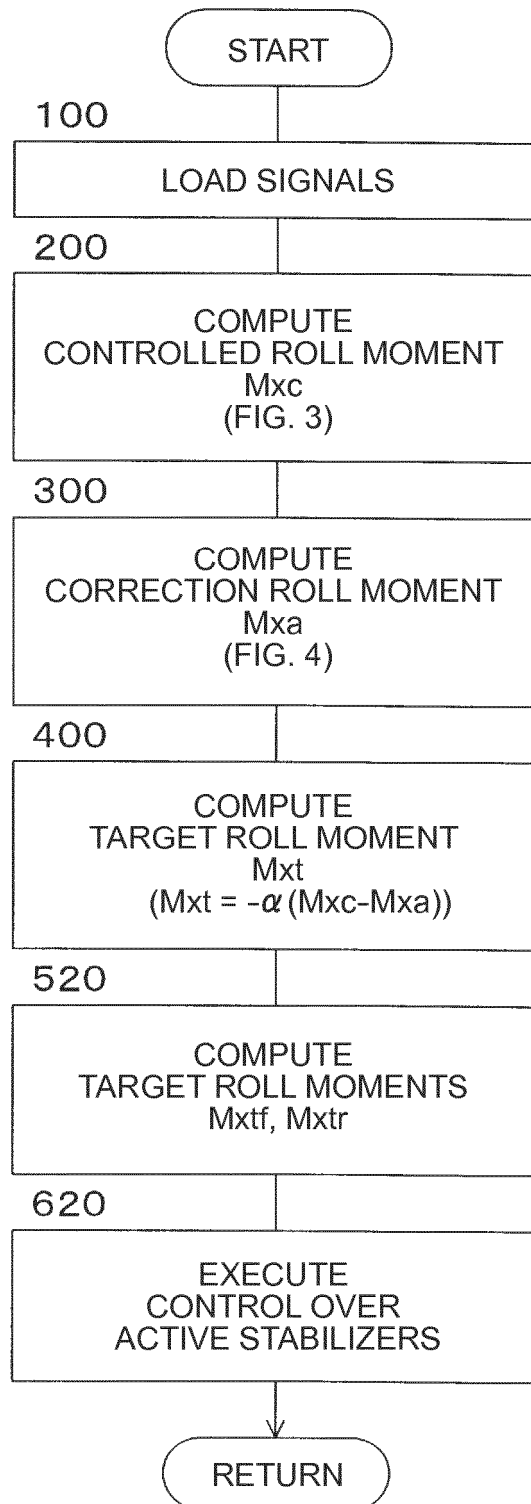 START
100
LOAD SIGNALS
200
COMPUTE
CONTROLLED ROLL MOMENT
Mxc
(FIG. 3)
300
COMPUTE
CORRECTION ROLL MOMENT
Mxa
(FIG. 4)
400
COMPUTE
TARGET ROLL MOMENT
Mxt
(Mxt = -α(Mxc-Mxa))
520
COMPUTE
TARGET ROLL MOMENTS
Mxtf, Mxtr
620
EXECUTE
CONTROL OVER
ACTIVE STABILIZERS
RETURN